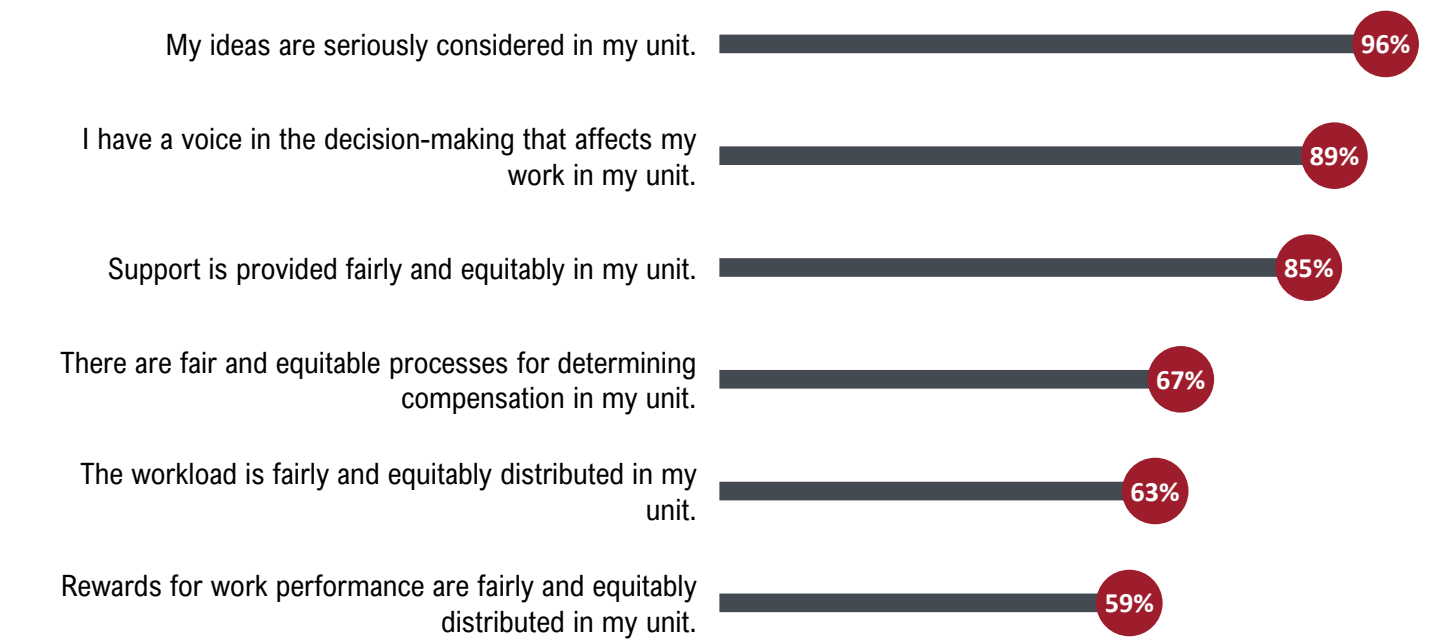 My ideas are seriously considered in my unit.
96%
I have a voice in the decision-making that affects my
work in my unit.
89%
Support is provided fairly and equitably in my unit.
85%
There are fair and equitable processes for determining
compensation in my unit.
67%
The workload is fairly and equitably distributed in my
unit.
63%
Rewards for work performance are fairly and equitably
distributed in my unit.
59%